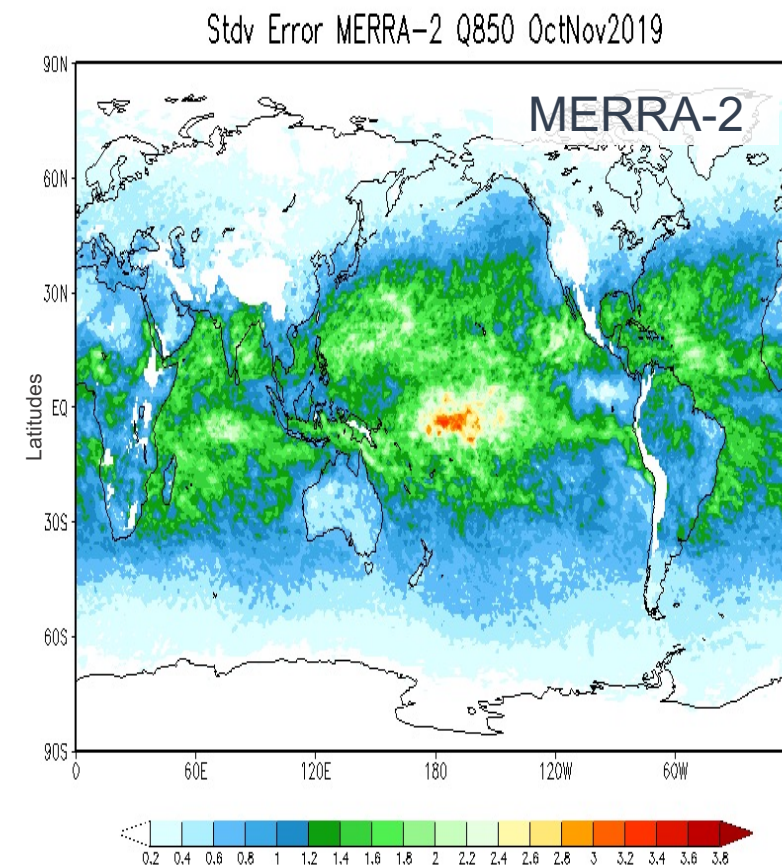 Stdv Error MERRA-2 Q850 OctNov2019
90N
MERRA-2
60N
30N
EQ
Latitudes
30S
60S
90S
0 60E 120E 180 120W 60W
0.2 0.4 0.6 0.8 1 1.2 1.4 1.6 1.8 2 2.2 2.4 2.6 2.8 3 3.2 3.4 3.6 3.8